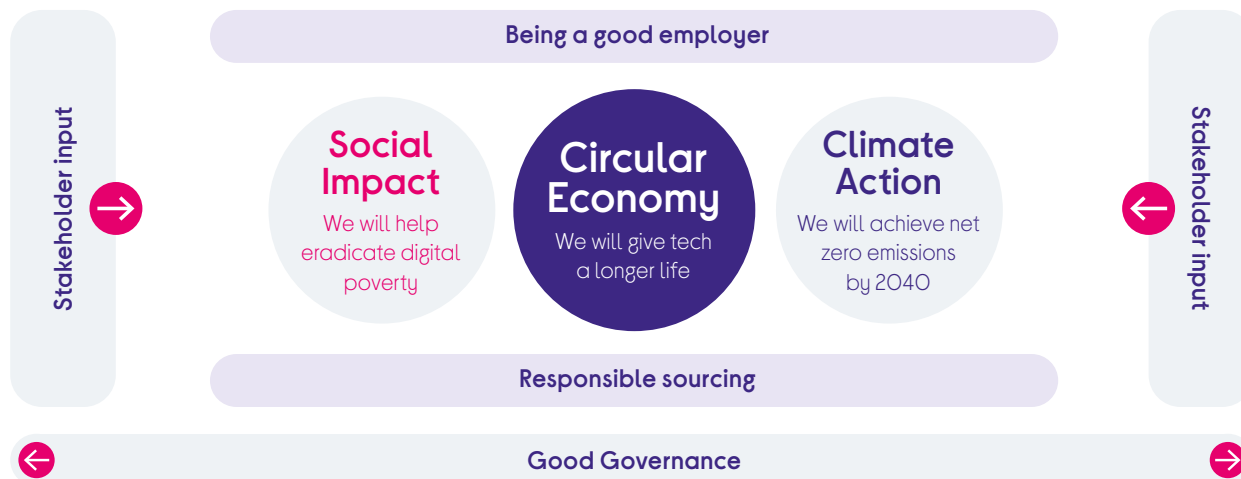 Being a good employer
Stakeholder input
Social
Impact
We will help
eradicate digital
poverty
Circular
Economy
We will give tech
a longer life
Climate
Action
We will achieve net
zero emissions
by 2040
Stakeholder input
Responsible sourcing
Good Governance